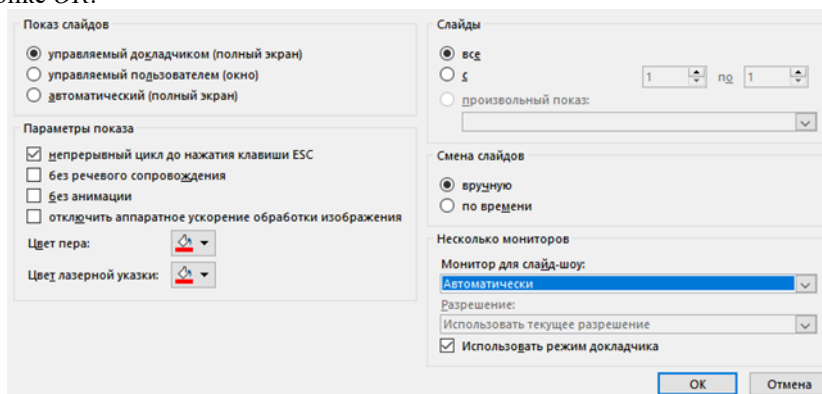 Показ слайдов
управляемый докладчиком (полный экран)
управляемый пользователем (окно)
автоматический (полный экран)
Параметры показа
непрерывный цикл до нажатия клавиши ESC
без речевого сопровождения
без анимации
отключить аппаратное ускорение обработки изображения
Цвет пера:
Цвет лазерной указки:
Слайды
все
с 1 по 1
произвольный показ:
Смена слайдов
вручную
по времени
Несколько мониторов
Монитор для слайд-шоу:
Автоматически
Разрешение:
Использовать текущее разрешение
Использовать режим докладчика
ОК Отмена